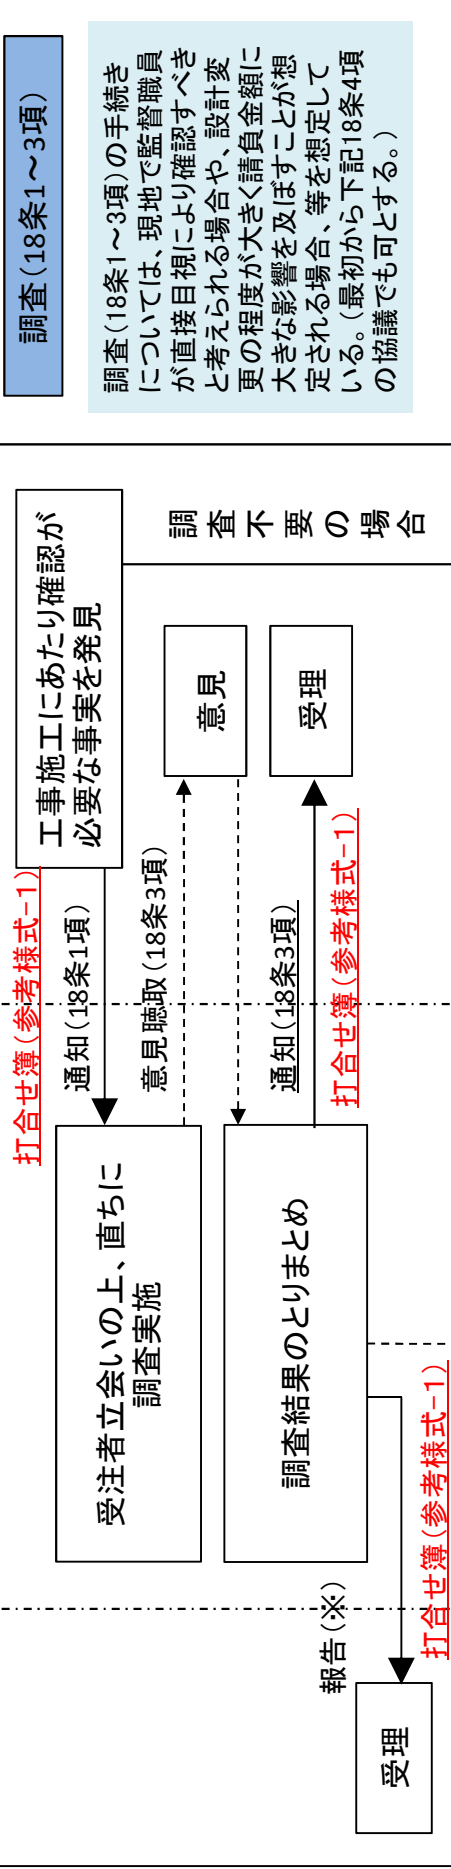 調査(18条1～3項)
調査(18条1～3項)の手続き
については、現地で監督職員
が直接目視により確認すべき
と考えられる場合や、設計変
更の程度が大きく請負金額に
大きな影響を及ぼすことが想
定される場合、等を想定して
いる。(最初から下記18条4項
の協議でも可とする。)
工事施工にあたり確認が
必要な事実を発見
調査不要の場合
打合せ簿(参考様式-1)
通知(18条1項)
意見聴取(18条3項)
意見
受理
通知(18条3項)
打合せ簿(参考様式-1)
受注者立会いの上、直ちに
調査実施
調査結果のとりまとめ
報告(※)
打合せ簿(参考様式-1)
受理